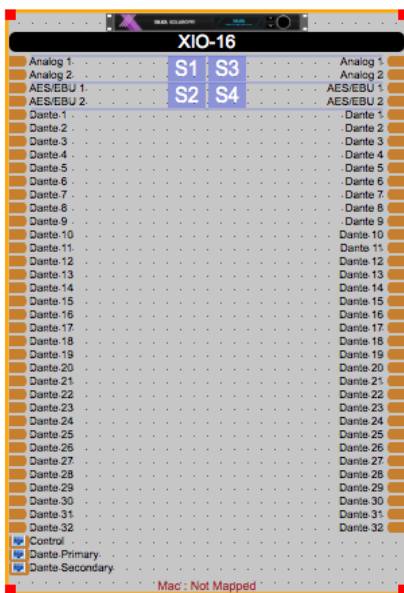 XIO-16
Analog 1 S1 S3 Analog 1
Analog 2 Analog 2
AES/EBU 1 S2 S4 AES/EBU 1
AES/EBU 2 AES/EBU 2
Dante 1 Dante 1
Dante 2 Dante 2
Dante 3 Dante 3
Dante 4 Dante 4
Dante 5 Dante 5
Dante 6 Dante 6
Dante 7 Dante 7
Dante 8 Dante 8
Dante 9 Dante 9
Dante 10 Dante 10
Dante 11 Dante 11
Dante 12 Dante 12
Dante 13 Dante 13
Dante 14 Dante 14
Dante 15 Dante 15
Dante 16 Dante 16
Dante 17 Dante 17
Dante 18 Dante 18
Dante 19 Dante 19
Dante 20 Dante 20
Dante 21 Dante 21
Dante 22 Dante 22
Dante 23 Dante 23
Dante 24 Dante 24
Dante 25 Dante 25
Dante 26 Dante 26
Dante 27 Dante 27
Dante 28 Dante 28
Dante 29 Dante 29
Dante 30 Dante 30
Dante 31 Dante 31
Dante 32 Dante 32
Control
Dante Primary
Dante Secondary
Mac : Not Mapped